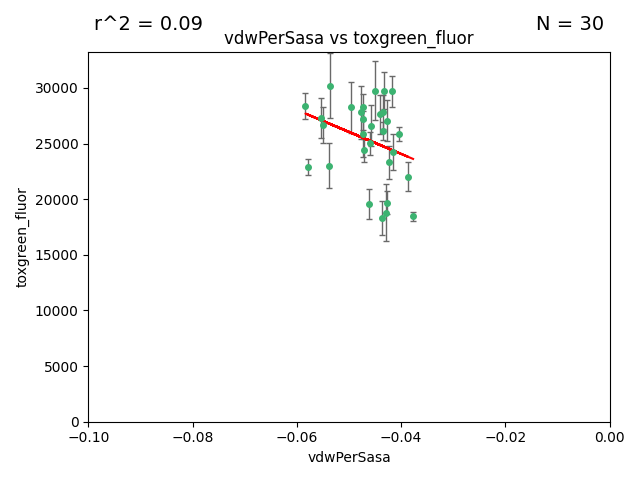 r^2 = 0.09
N = 30
vdwPerSasa vs toxgreen_fluor
toxgreen_fluor
30000
25000
20000
15000
10000
5000
0
−0.10
−0.08
−0.06
−0.04
−0.02
0.00
vdwPerSasa